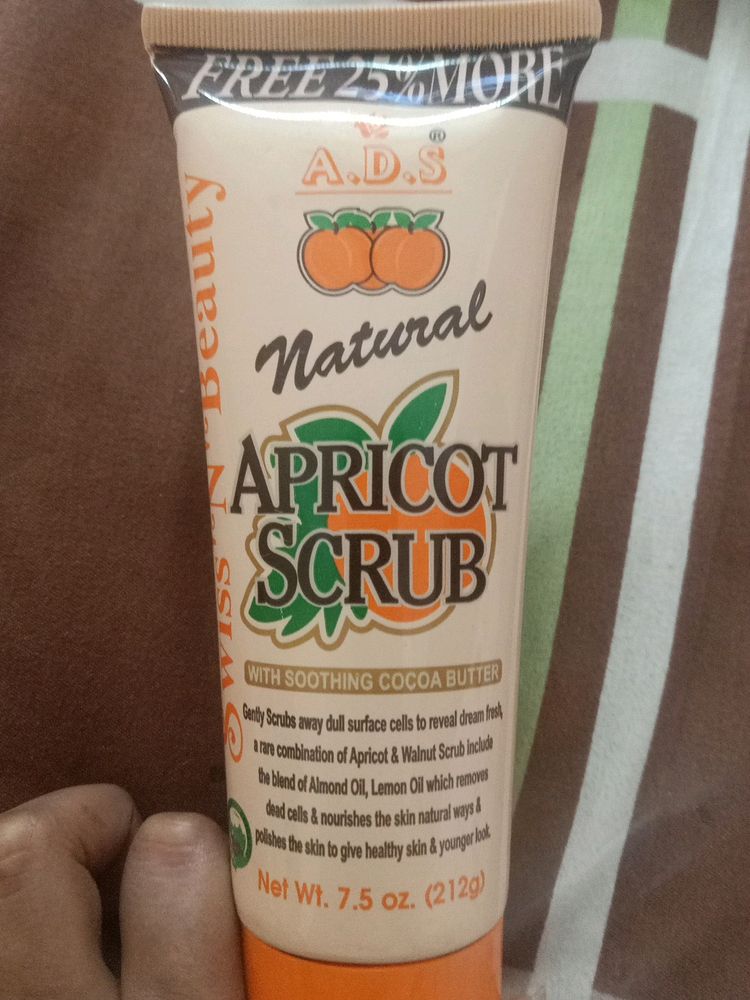 FREE 25% MORE
A.D.S®
Natural
APRICOT
SCRUB
WITH SOOTHING COCOA BUTTER
Gently Scrubs away dull surface cells to reveal dream fresh,
a rare combination of Apricot & Walnut Scrub include
the blend of Almond Oil, Lemon Oil which removes
dead cells & nourishes the skin natural ways &
polishes the skin to give healthy skin & younger look.
Net Wt. 7.5 oz. (212g)
Swiss Beauty